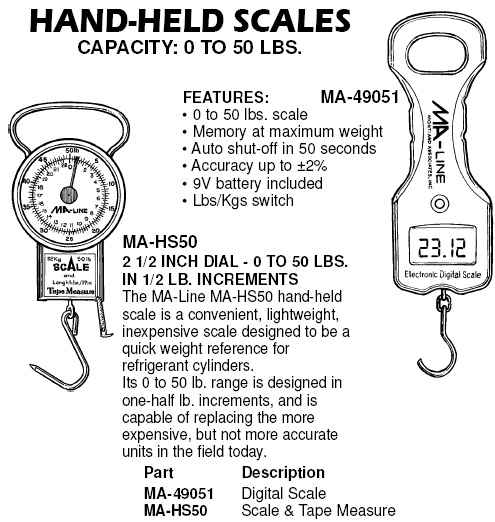 HAND-HELD SCALES
CAPACITY: 0 TO 50 LBS.
FEATURES:
MA-49051
• 0 to 50 lbs. scale
• Memory at maximum weight
• Auto shut-off in 50 seconds
• Accuracy up to ±2%
• 9V battery included
• Lbs/Kgs switch
MA-LINE
MA-LINE
23.12
Electronic Digital Scale
50 lb
SCALE
and
Tape Measure
MA-HS50
2 1/2 INCH DIAL - 0 TO 50 LBS.
IN 1/2 LB. INCREMENTS
The MA-Line MA-HS50 hand-held
scale is a convenient, lightweight,
inexpensive scale designed to be a
quick weight reference for
refrigerant cylinders.
Its 0 to 50 lb. range is designed in
one-half lb. increments, and is
capable of replacing the more
expensive, but not more accurate
units in the field today.
Part Description
MA-49051 Digital Scale
MA-HS50 Scale & Tape Measure